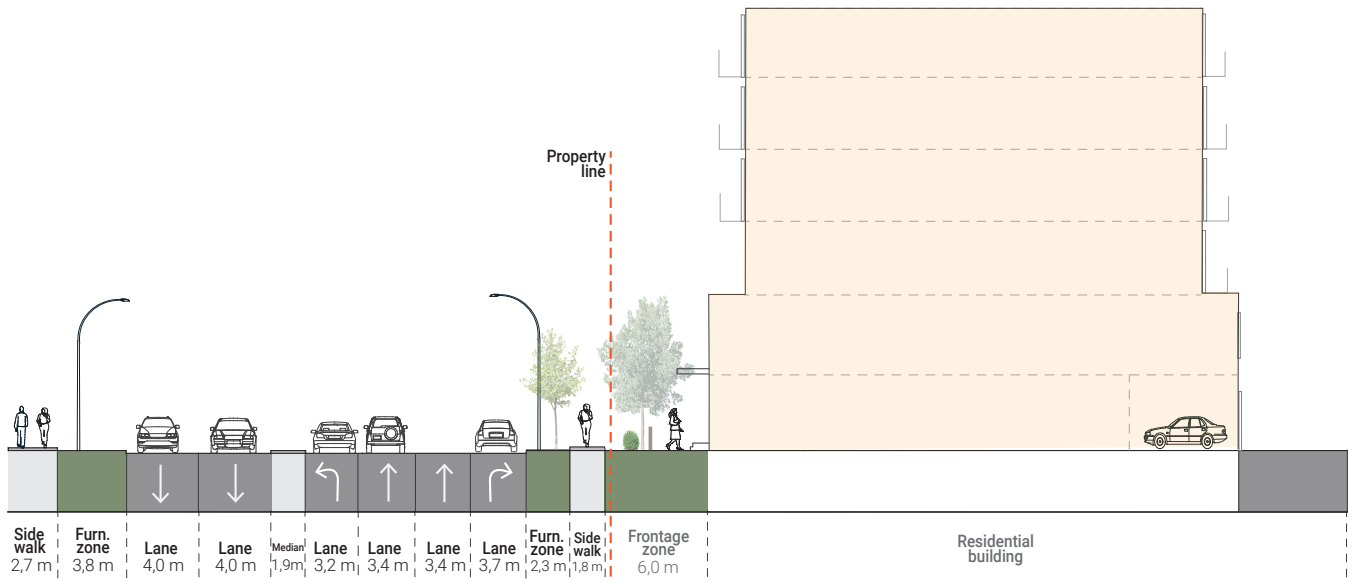 Property
line
Side
walk
2,7 m
Furn.
zone
3,8 m
Lane
4,0 m
Lane
4,0 m
Median
1,9m
Lane
3,2 m
Lane
3,4 m
Lane
3,4 m
Lane
3,7 m
Furn.
zone
2,3 m
Side
walk
1,8 m
Frontage
zone
6,0 m
Residential
building